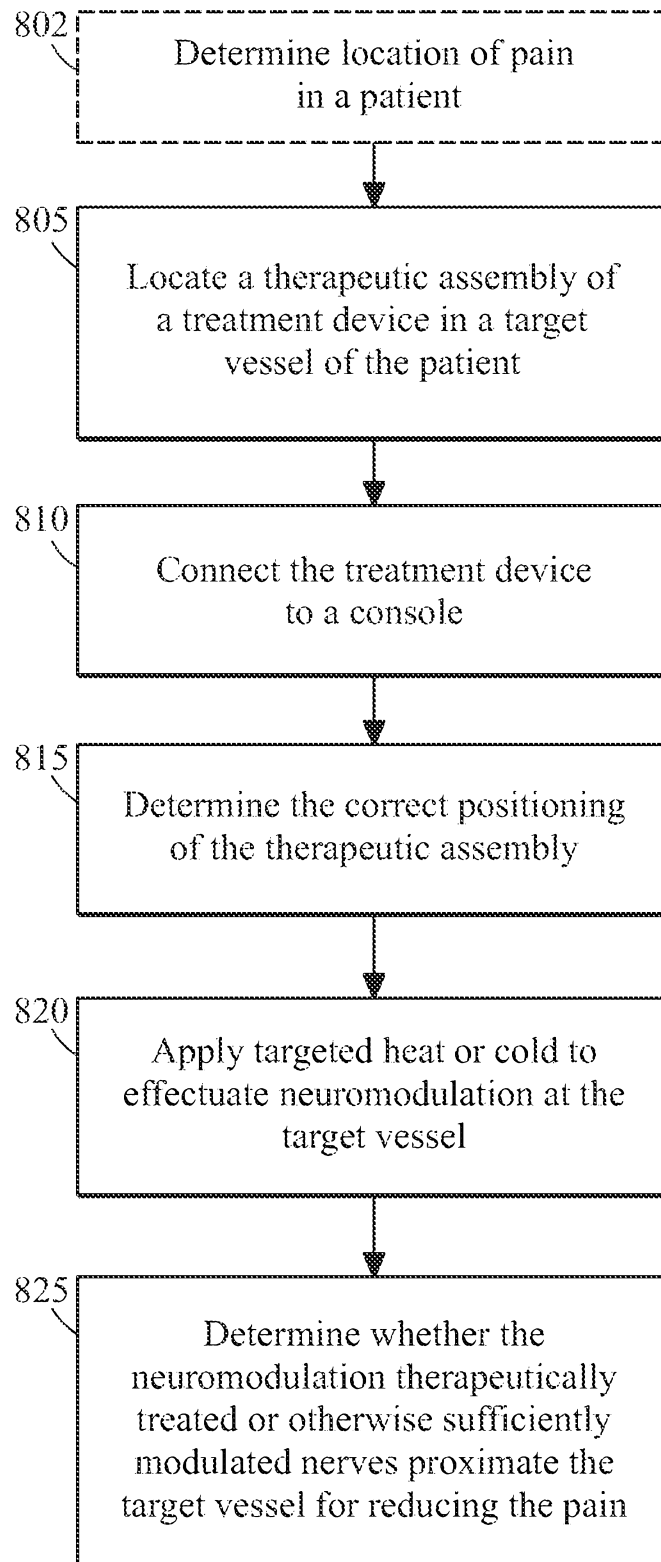 802
Determine location of pain
in a patient
805
Locate a therapeutic assembly of
a treatment device in a target
vessel of the patient
810
Connect the treatment device
to a console
815
Determine the correct positioning
of the therapeutic assembly
820
Apply targeted heat or cold to
effectuate neuromodulation at the
target vessel
825
Determine whether the
neuromodulation therapeutically
treated or otherwise sufficiently
modulated nerves proximate the
target vessel for reducing the pain